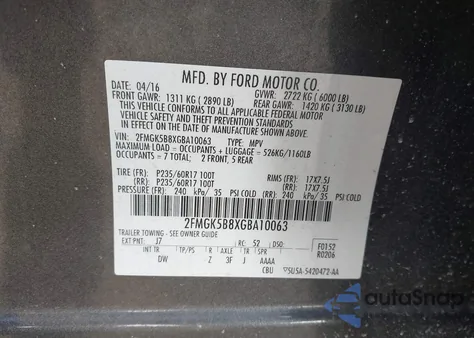 MFD. BY FORD MOTOR CO.
DATE: 04/16 GVWR: 2722 KG (6000 LB)
FRONT GAWR: 1311 KG (2890 LB) REAR GAWR: 1420 KG (3130 LB)
THIS VEHICLE CONFORMS TO ALL APPLICABLE FEDERAL MOTOR
VEHICLE SAFETY AND THEFT PREVENTION STANDARDS IN EFFECT
ON THE DATE OF MANUFACTURE SHOWN ABOVE.
VIN: 2FMGK5B8XGBA10063 TYPE: MPV
MAXIMUM LOAD = OCCUPANTS + LUGGAGE = 526KG/1160LB
OCCUPANTS = 7 TOTAL; 2 FRONT, 5 REAR
TIRE (FR): P235/60R17 100T RIMS (FR): 17X7.5J
TIRE (RR): P235/60R17 100T (RR): 17X7.5J
PRESSURE (FR): 240 kPa/ 35 PSI COLD (RR): 240 kPa/ 35 PSI COLD
2FMGK5B8XGBA10063
TRAILER TOWING - SEE OWNER GUIDE
EXT PNT: J7 RC: 52 DSO: F0152
R0206
INT TR TP/PS R AXLE TR SPR
DW Z 3F J AAAA
CBU
autoSnap